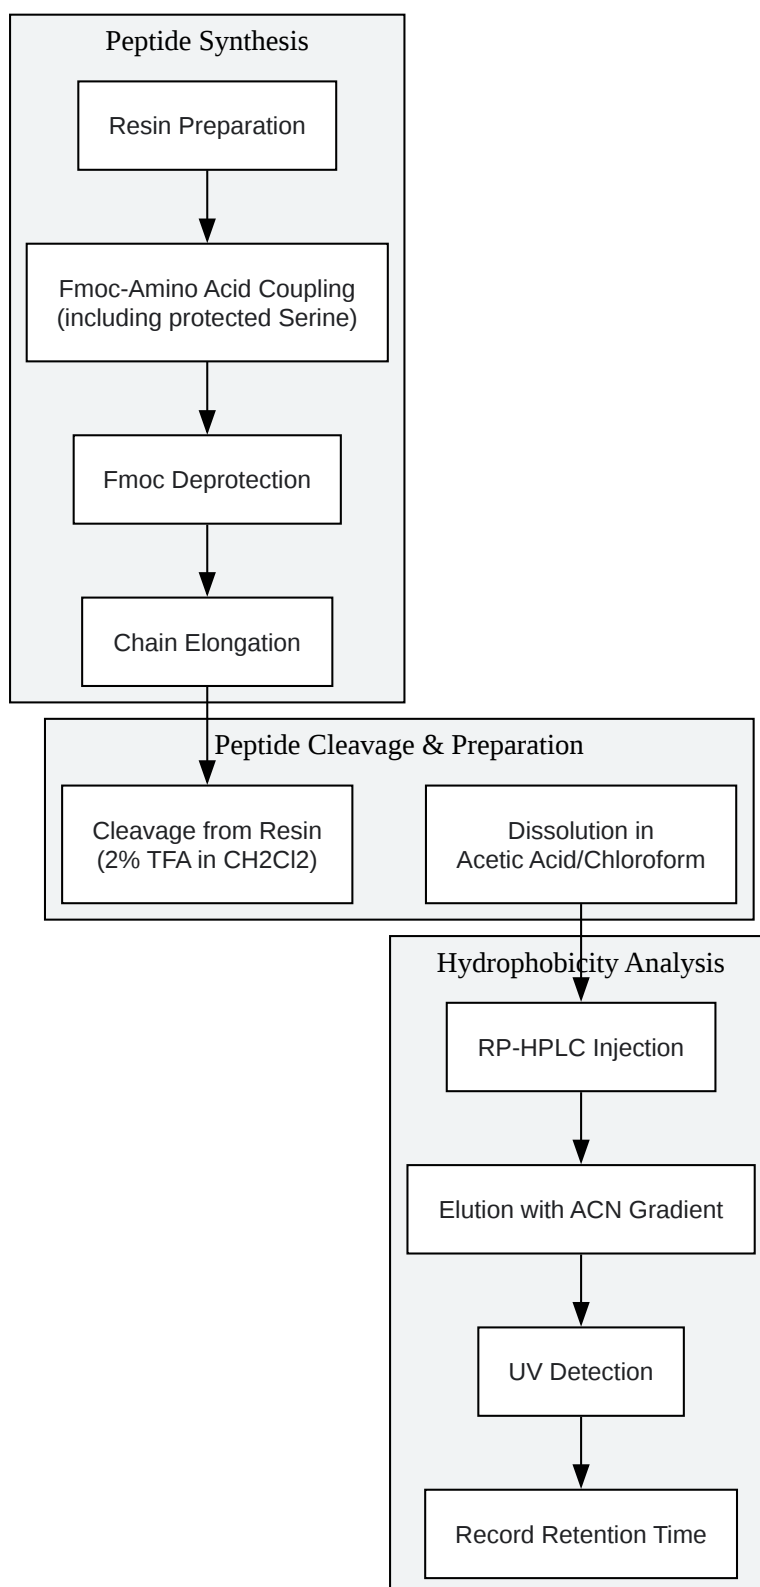 Peptide Synthesis
Resin Preparation
Fmoc-Amino Acid Coupling
(including protected Serine)
Fmoc Deprotection
Chain Elongation
Peptide Cleavage & Preparation
Cleavage from Resin
(2% TFA in CH2Cl2)
Dissolution in
Acetic Acid/Chloroform
Hydrophobicity Analysis
RP-HPLC Injection
Elution with ACN Gradient
UV Detection
Record Retention Time